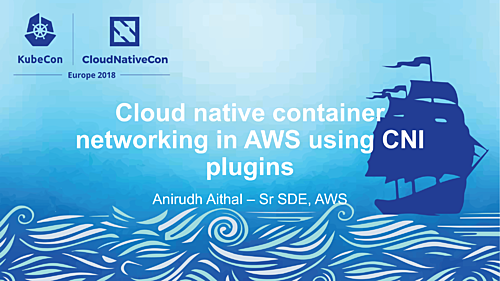 KubeCon
CloudNativeCon
Europe 2018
Cloud native container
networking in AWS using CNI
plugins
Anirudh Aithal – Sr SDE, AWS